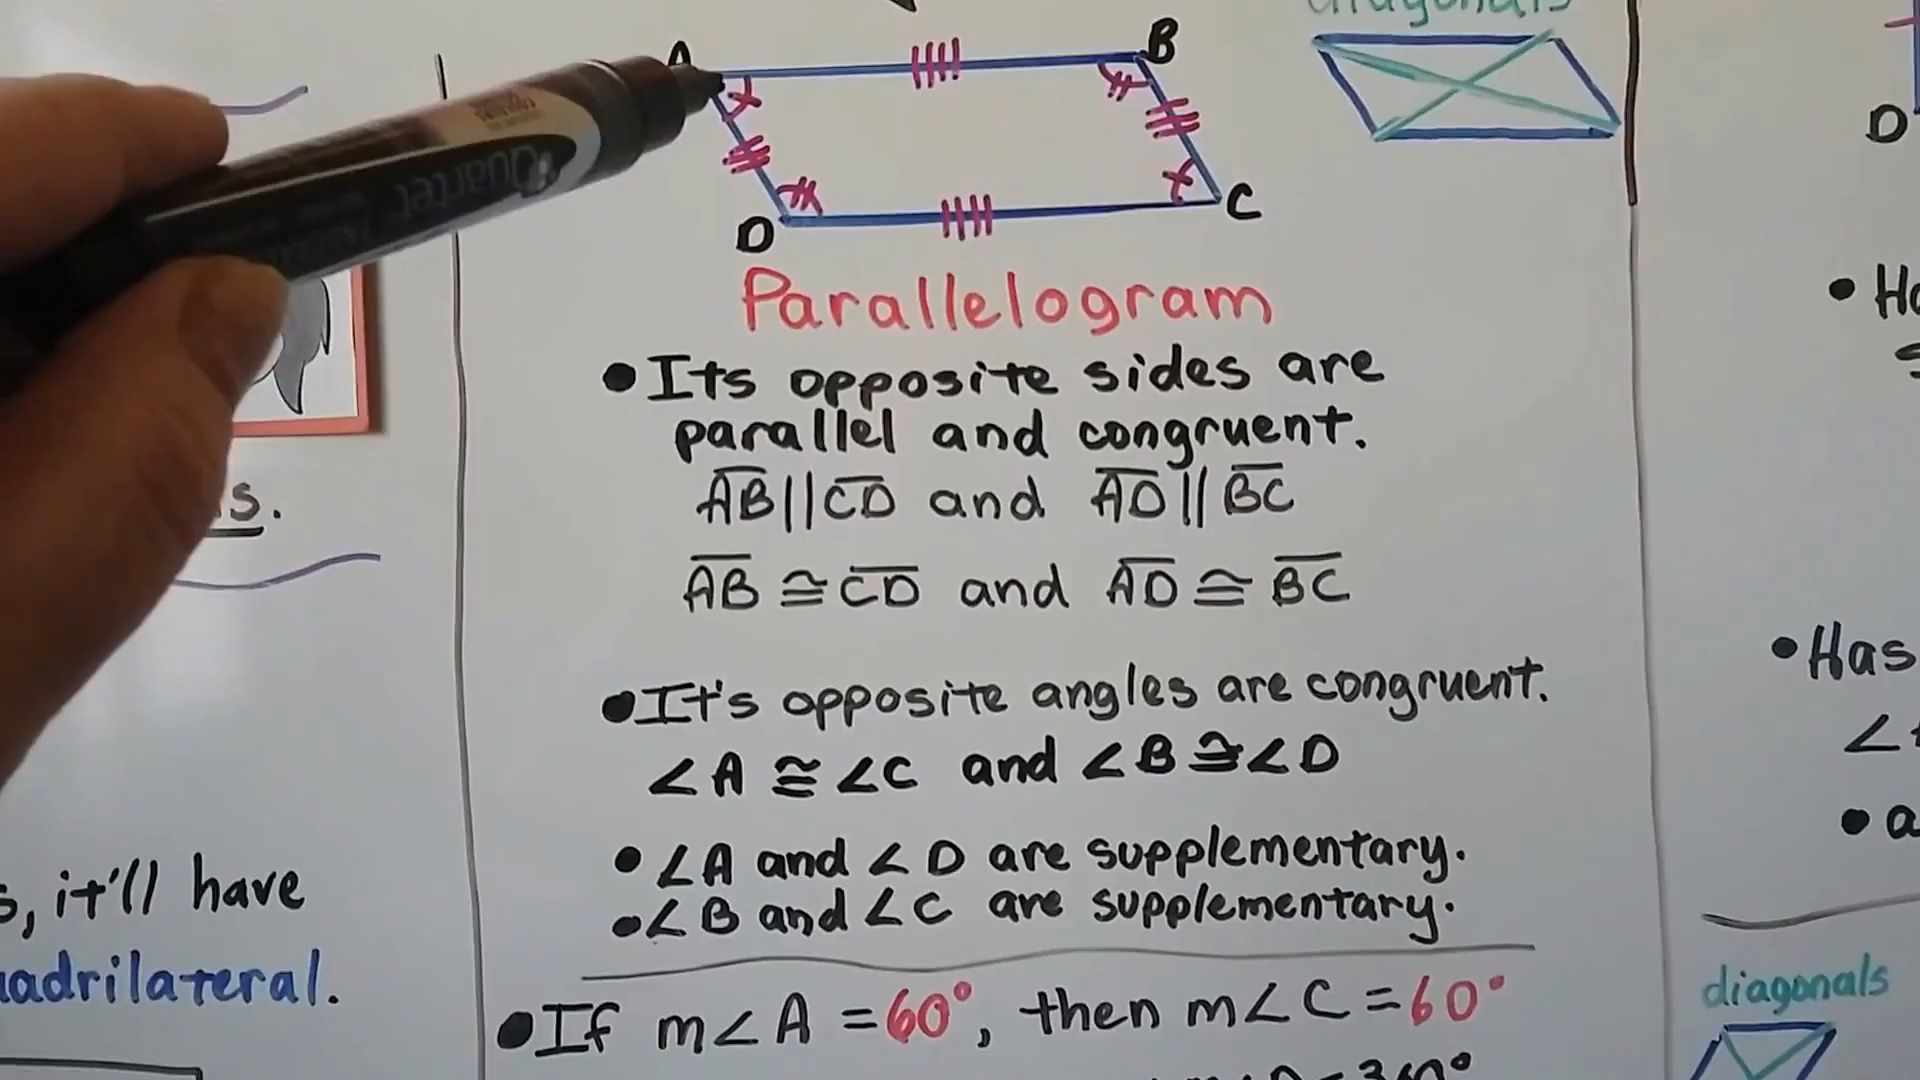 diagonals
A
B
D
C
D
Quartet
Parallelogram
•Its opposite sides are
parallel and congruent.
AB||CD and AD||BC
AB ≅ CD and AD ≅ BC
•It's opposite angles are congruent.
∠A ≅ ∠C and ∠B ≅ ∠D
•∠A and ∠D are supplementary.
•∠B and ∠C are supplementary.
•If m∠A = 60°, then m∠C = 60°
= 360°
s.
s, it'll have
uadrilateral.
•Has
∠
•a
diagonals